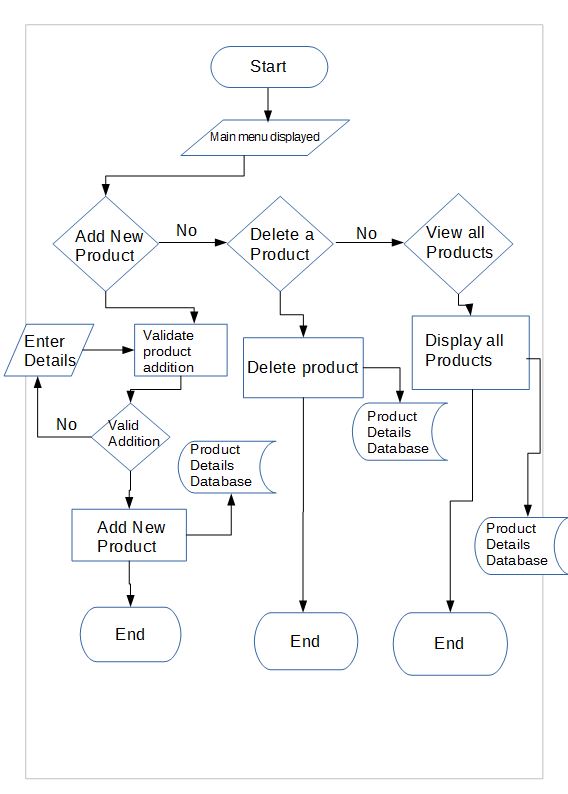 Start
Main menu displayed
Add New
Product
No
Delete a
Product
No
View all
Products
Enter
Details
Validate
product
addition
Delete product
Display all
Products
No
Valid
Addition
Product
Details
Database
Product
Details
Database
Add New
Product
Product
Details
Database
End
End
End